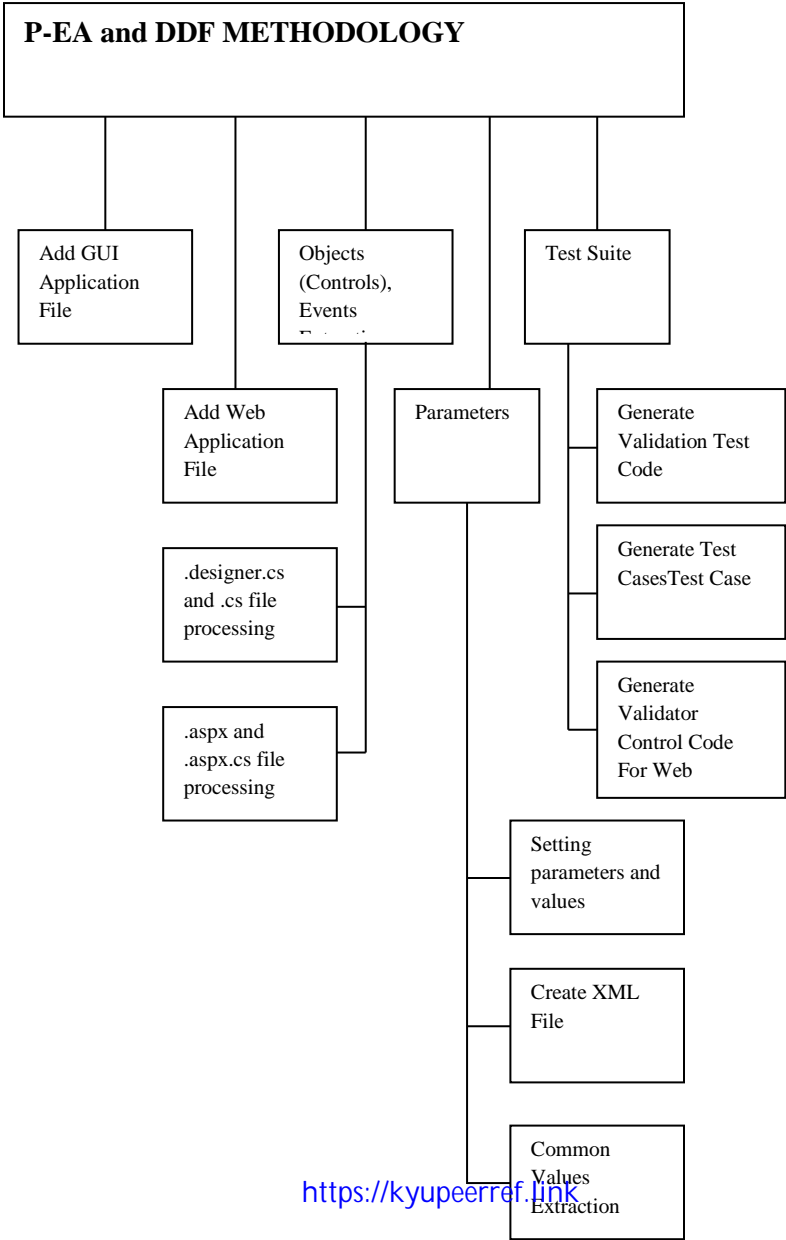 P-EA and DDF METHODOLOGY
Add GUI
Application
File
Objects
(Controls),
Events
Test Suite
Add Web
Application
File
Parameters
Generate
Validation Test
Code
.designer.cs
and .cs file
processing
Generate Test
CasesTest Case
.aspx and
.aspx.cs file
processing
Generate
Validator
Control Code
For Web
Setting
parameters and
values
Create XML
File
Common
Values
Extraction
https://kyupeerref.link